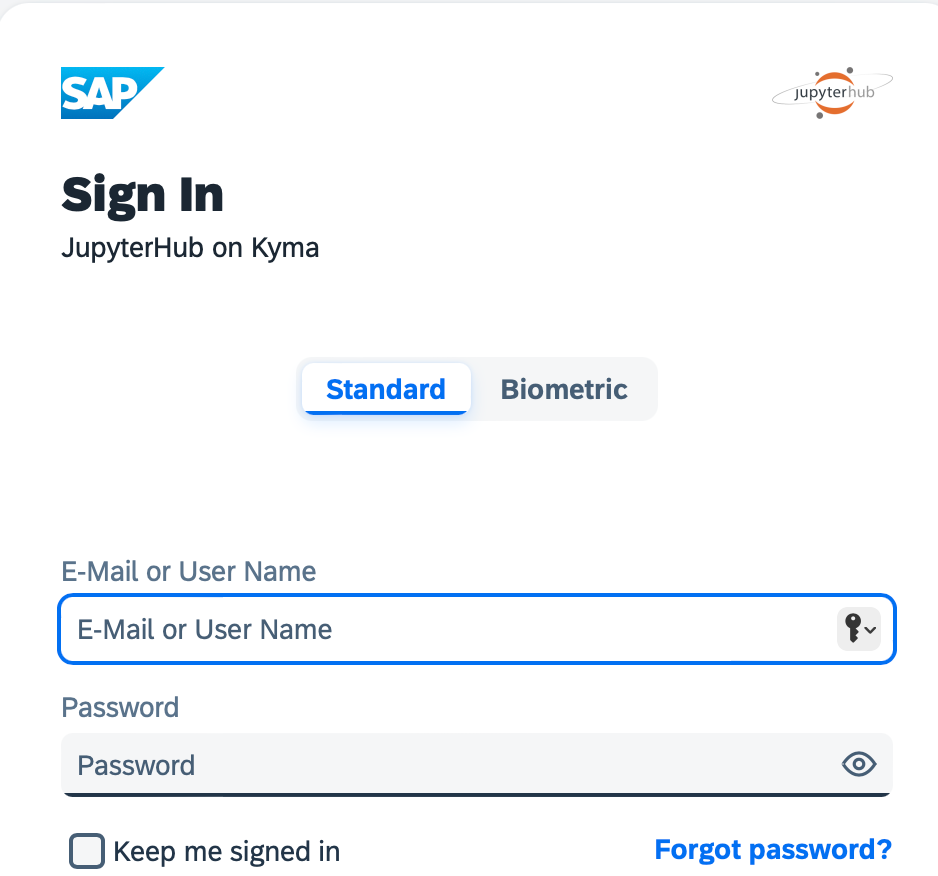 SAP
jupyterhub
Sign In
JupyterHub on Kyma
Standard Biometric
E-Mail or User Name
E-Mail or User Name
Password
Password
Keep me signed in Forgot password?